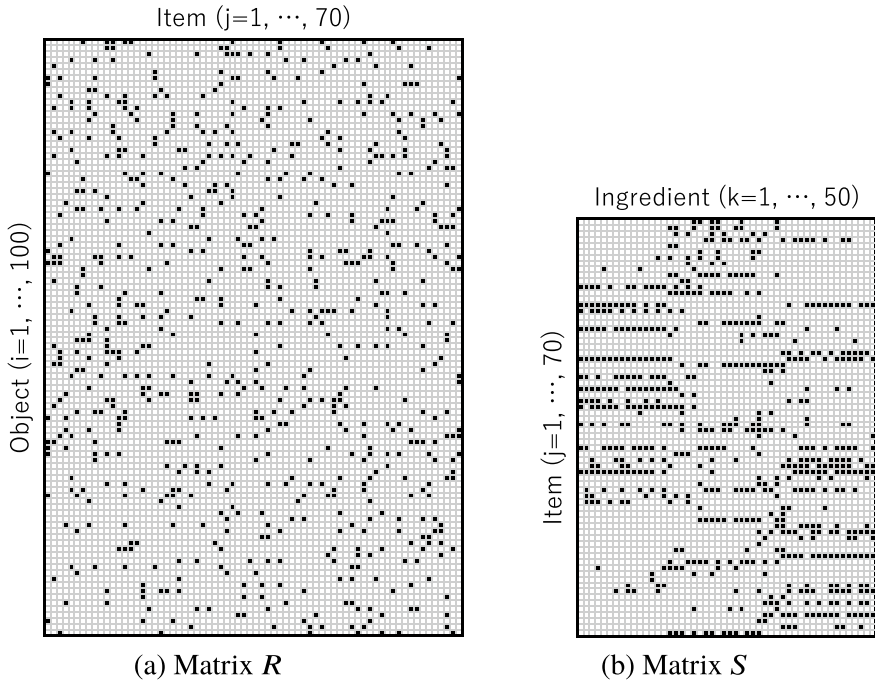 Item (j=1, ⋯, 70)
Object (i=1, ⋯, 100)
(a) Matrix R
Ingredient (k=1, ⋯, 50)
Item (j=1, ⋯, 70)
(b) Matrix S